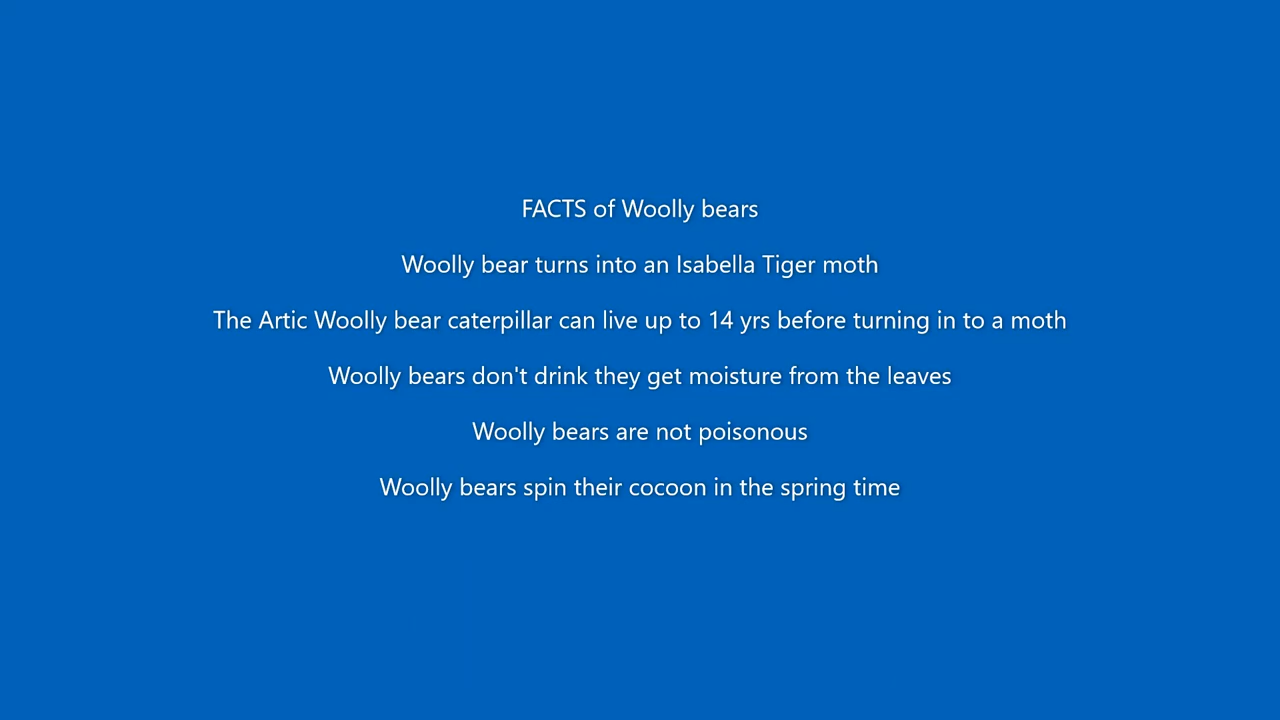 FACTS of Woolly bears
Woolly bear turns into an Isabella Tiger moth
The Artic Woolly bear caterpillar can live up to 14 yrs before turning in to a moth
Woolly bears don't drink they get moisture from the leaves
Woolly bears are not poisonous
Woolly bears spin their cocoon in the spring time